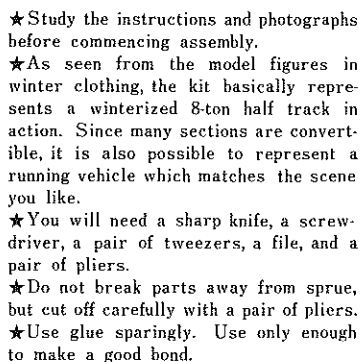 ★Study the instructions and photographs
before commencing assembly.
★As seen from the model figures in
winter clothing, the kit basically repre-
sents a winterized 8-ton half track in
action. Since many sections are convert-
ible, it is also possible to represent a
running vehicle which matches the scene
you like.
★You will need a sharp knife, a screw-
driver, a pair of tweezers, a file, and a
pair of pliers.
★Do not break parts away from sprue,
but cut off carefully with a pair of pliers.
★Use glue sparingly. Use only enough
to make a good bond.